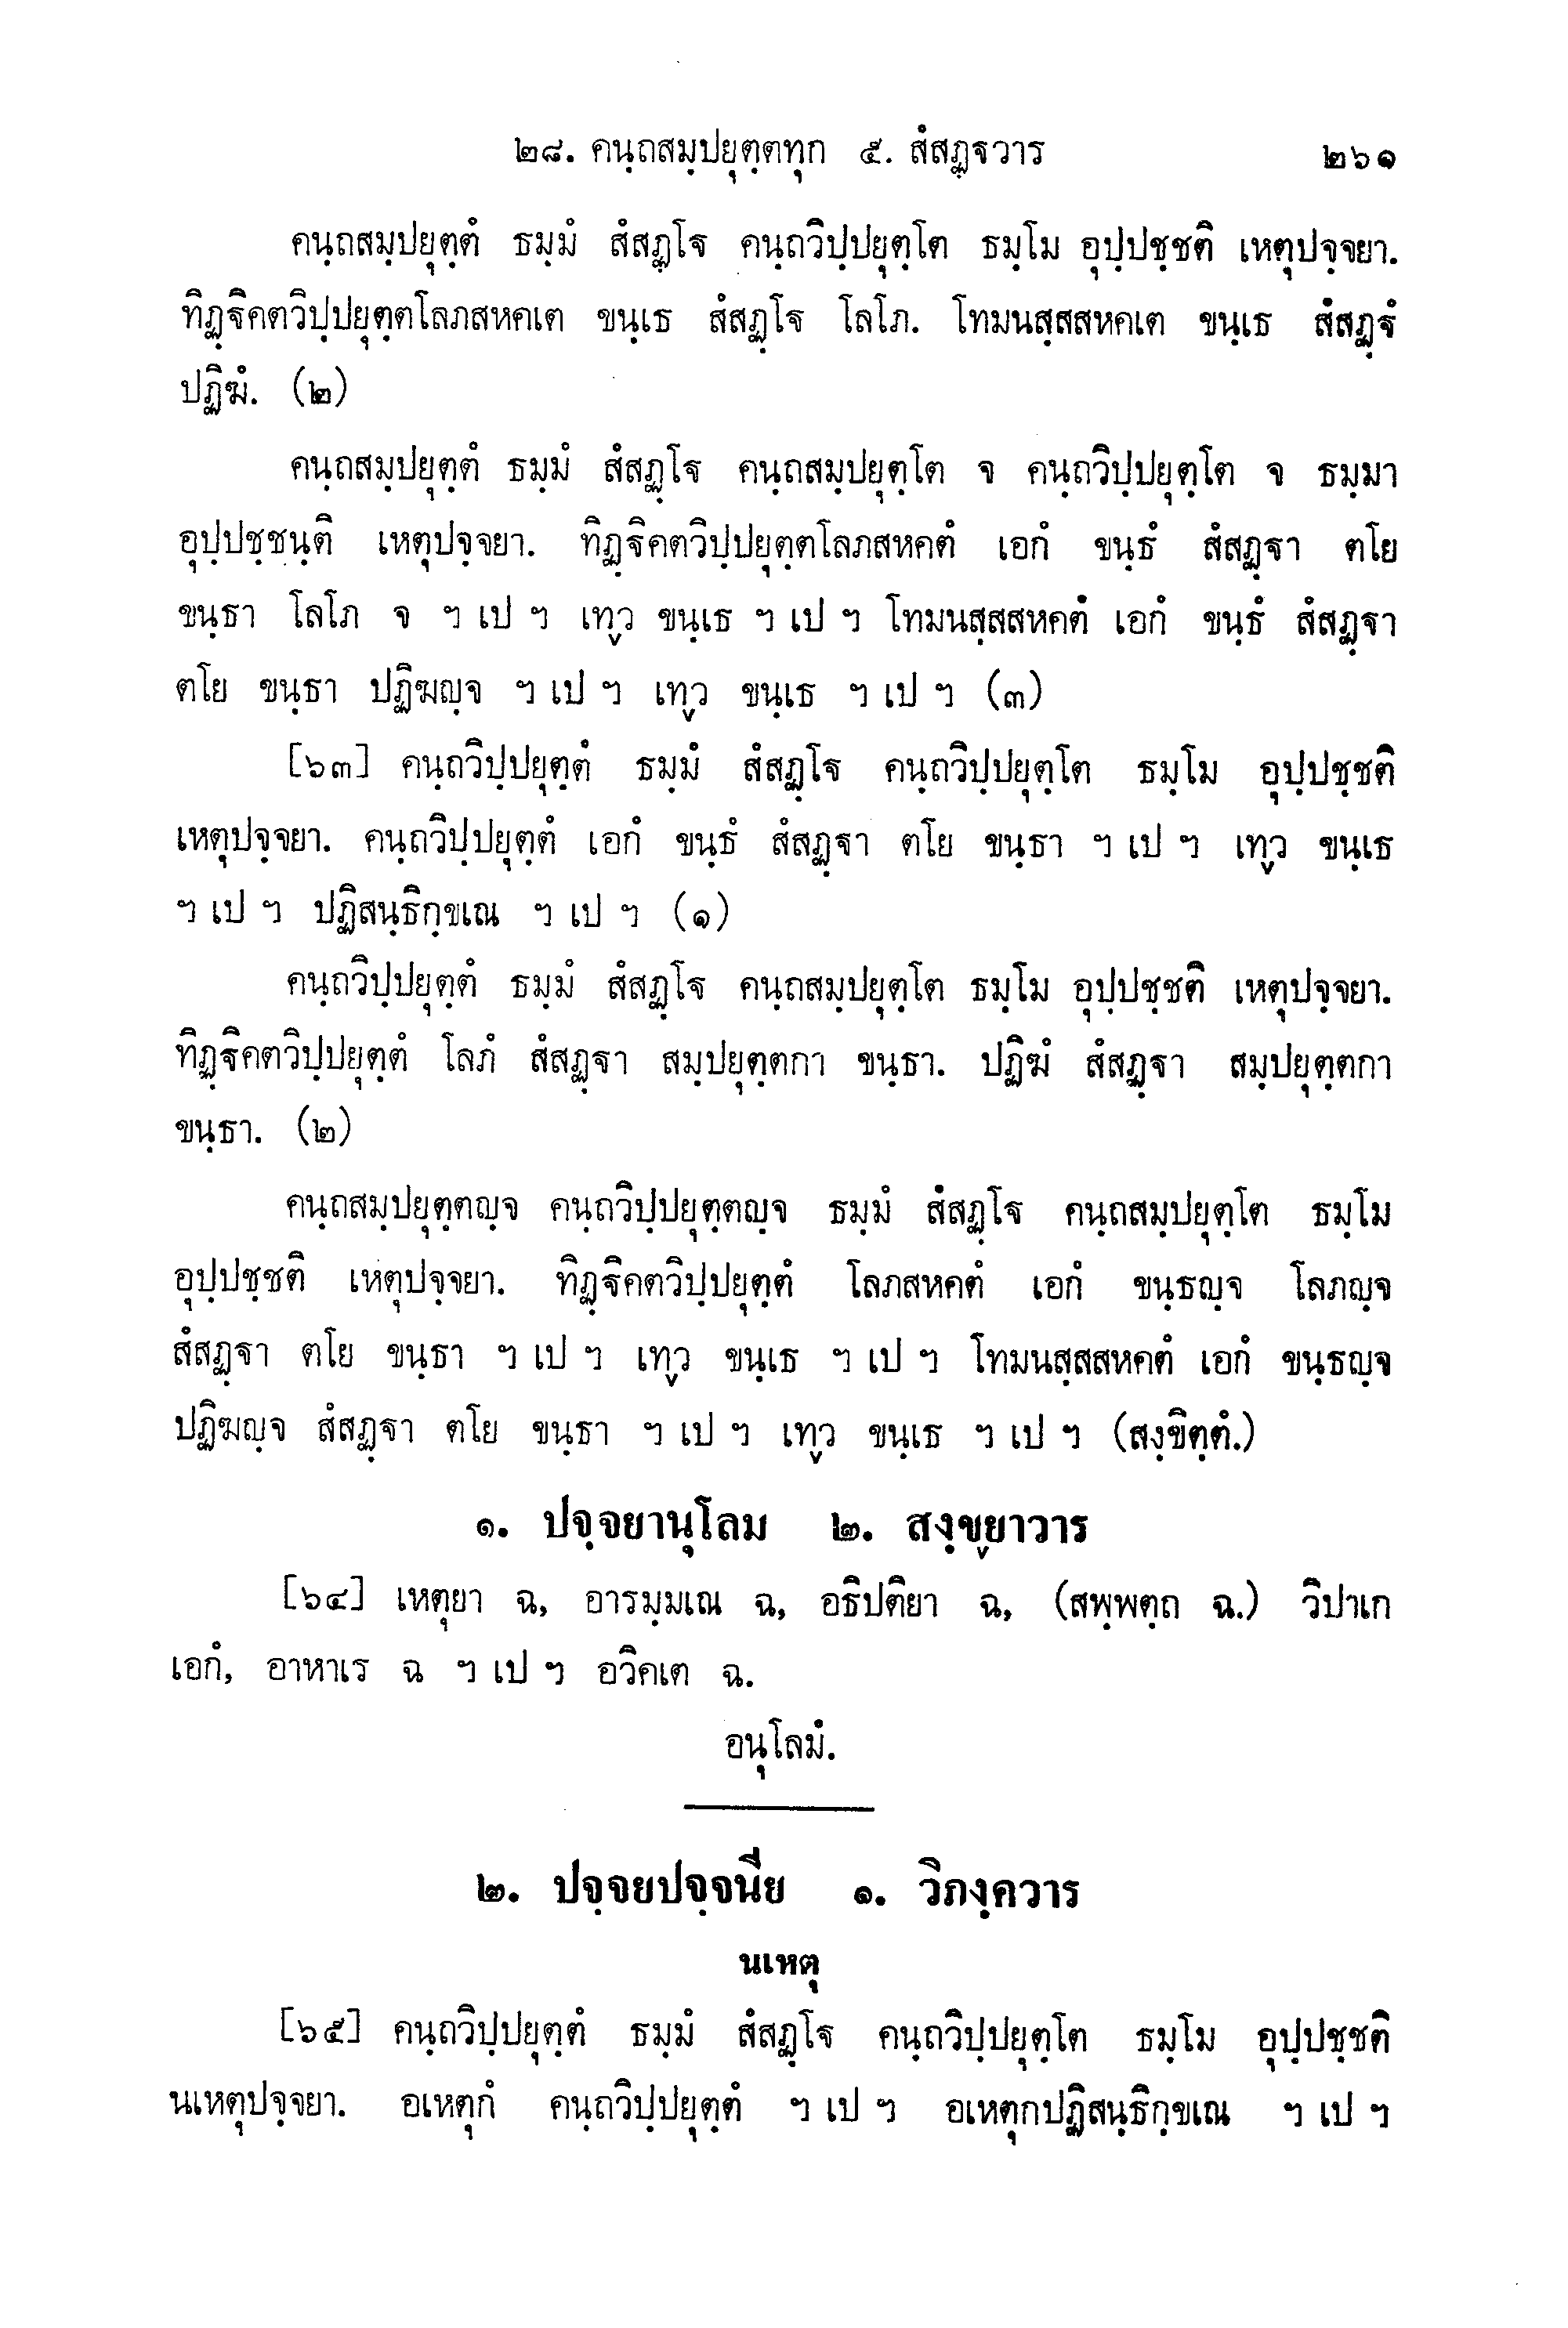 ๒๘. คนฺถสมฺปยุตฺตทุก ๕. สํสฏฺฐวาร ๒๖๑
คนฺถสมฺปยุตฺตํ ธมฺมํ สํสฏฺโฐ คนฺถวิปฺปยุตฺโต ธมฺโม อุปฺปชฺชติ เหตุปจฺจยา.
ทิฏฺฐิคตวิปฺปยุตฺตโลภสหคเต ขนฺเธ สํสฏฺโฐ โลโภ. โทมนสฺสสหคเต ขนฺเธ สํสฏฺฐํ
ปฏิฆํ. (๒)
คนฺถสมฺปยุตฺตํ ธมฺมํ สํสฏฺโฐ คนฺถสมฺปยุตฺโต จ คนฺถวิปฺปยุตฺโต จ ธมฺมา
อุปฺปชฺชนฺติ เหตุปจฺจยา. ทิฏฺฐิคตวิปฺปยุตฺตโลภสหคตํ เอกํ ขนฺธํ สํสฏฺฐา ตโย
ขนฺธา โลโภ จ ฯ เป ฯ เทฺว ขนฺเธ ฯ เป ฯ โทมนสฺสสหคตํ เอกํ ขนฺธํ สํสฏฺฐา
ตโย ขนฺธา ปฏิฆญฺจ ฯ เป ฯ เทฺว ขนฺเธ ฯ เป ฯ (๓)
[๖๓] คนฺถวิปฺปยุตฺตํ ธมฺมํ สํสฏฺโฐ คนฺถวิปฺปยุตฺโต ธมฺโม อุปฺปชฺชติ
เหตุปจฺจยา. คนฺถวิปฺปยุตฺตํ เอกํ ขนฺธํ สํสฏฺฐา ตโย ขนฺธา ฯ เป ฯ เทฺว ขนฺเธ
ฯ เป ฯ ปฏิสนฺธิกฺขเณ ฯ เป ฯ (๑)
คนฺถวิปฺปยุตฺตํ ธมฺมํ สํสฏฺโฐ คนฺถสมฺปยุตฺโต ธมฺโม อุปฺปชฺชติ เหตุปจฺจยา.
ทิฏฺฐิคตวิปฺปยุตฺตํ โลภํ สํสฏฺฐา สมฺปยุตฺตกา ขนฺธา. ปฏิฆํ สํสฏฺฐา สมฺปยุตฺตกา
ขนฺธา. (๒)
คนฺถสมฺปยุตฺตญฺจ คนฺถวิปฺปยุตฺตญฺจ ธมฺมํ สํสฏฺโฐ คนฺถสมฺปยุตฺโต ธมฺโม
อุปฺปชฺชติ เหตุปจฺจยา. ทิฏฺฐิคตวิปฺปยุตฺตํ โลภสหคตํ เอกํ ขนฺธญฺจ โลภญฺจ
สํสฏฺฐา ตโย ขนฺธา ฯ เป ฯ เทฺว ขนฺเธ ฯ เป ฯ โทมนสฺสสหคตํ เอกํ ขนฺธญฺจ
ปฏิฆญฺจ สํสฏฺฐา ตโย ขนฺธา ฯ เป ฯ เทฺว ขนฺเธ ฯ เป ฯ (สงฺขิตฺตํ.)
๑. ปจฺจยานุโลม ๒. สงฺขฺยาวาร
[๖๔] เหตุยา ฉ, อารมฺมเณ ฉ, อธิปติยา ฉ, (สพฺพตฺถ ฉ.) วิปาเก
เอกํ, อาหาเร ฉ ฯ เป ฯ อวิคเต ฉ.
อนุโลมํ.
๒. ปจฺจยปจฺจนีย ๑. วิภงฺควาร
นเหตุ
[๖๕] คนฺถวิปฺปยุตฺตํ ธมฺมํ สํสฏฺโฐ คนฺถวิปฺปยุตฺโต ธมฺโม อุปฺปชฺชติ
นเหตุปจฺจยา. อเหตุกํ คนฺถวิปฺปยุตฺตํ ฯ เป ฯ อเหตุกปฏิสนฺธิกฺขเณ ฯ เป ฯ